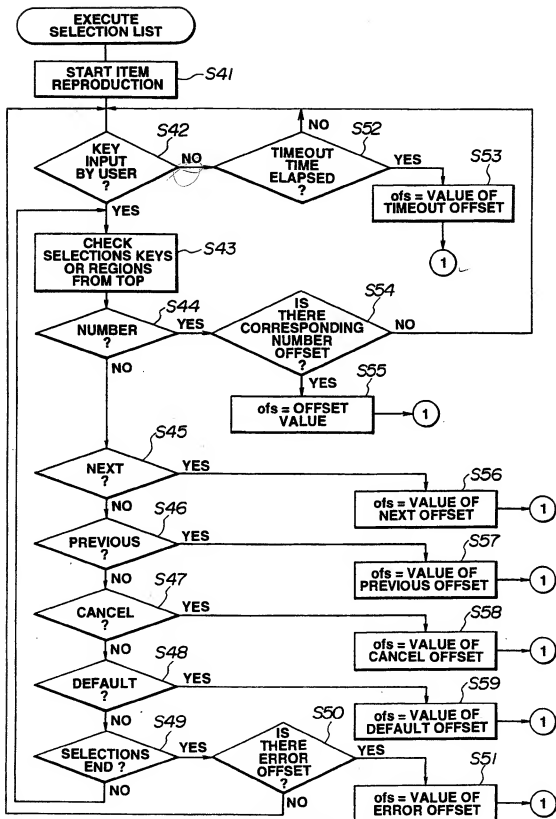 EXECUTE
SELECTION LIST
START ITEM
REPRODUCTION
S41
KEY
INPUT
BY USER
?
S42
NO
YES
TIMEOUT
TIME
ELAPSED
?
S52
NO
YES
S53
ofs = VALUE OF
TIMEOUT OFFSET
1
CHECK
SELECTIONS KEYS
OR REGIONS
FROM TOP
S43
NUMBER
?
S44
YES
NO
IS
THERE
CORRESPONDING
NUMBER
OFFSET
?
S54
NO
YES
S55
ofs = OFFSET
VALUE
1
NEXT
?
S45
YES
NO
S56
ofs = VALUE OF
NEXT OFFSET
1
PREVIOUS
?
S46
YES
NO
S57
ofs = VALUE OF
PREVIOUS OFFSET
1
CANCEL
?
S47
YES
NO
S58
ofs = VALUE OF
CANCEL OFFSET
1
DEFAULT
?
S48
YES
NO
S59
ofs = VALUE OF
DEFAULT OFFSET
1
SELECTIONS
END ?
S49
YES
NO
IS
THERE
ERROR
OFFSET
?
S50
YES
NO
S51
ofs = VALUE OF
ERROR OFFSET
1